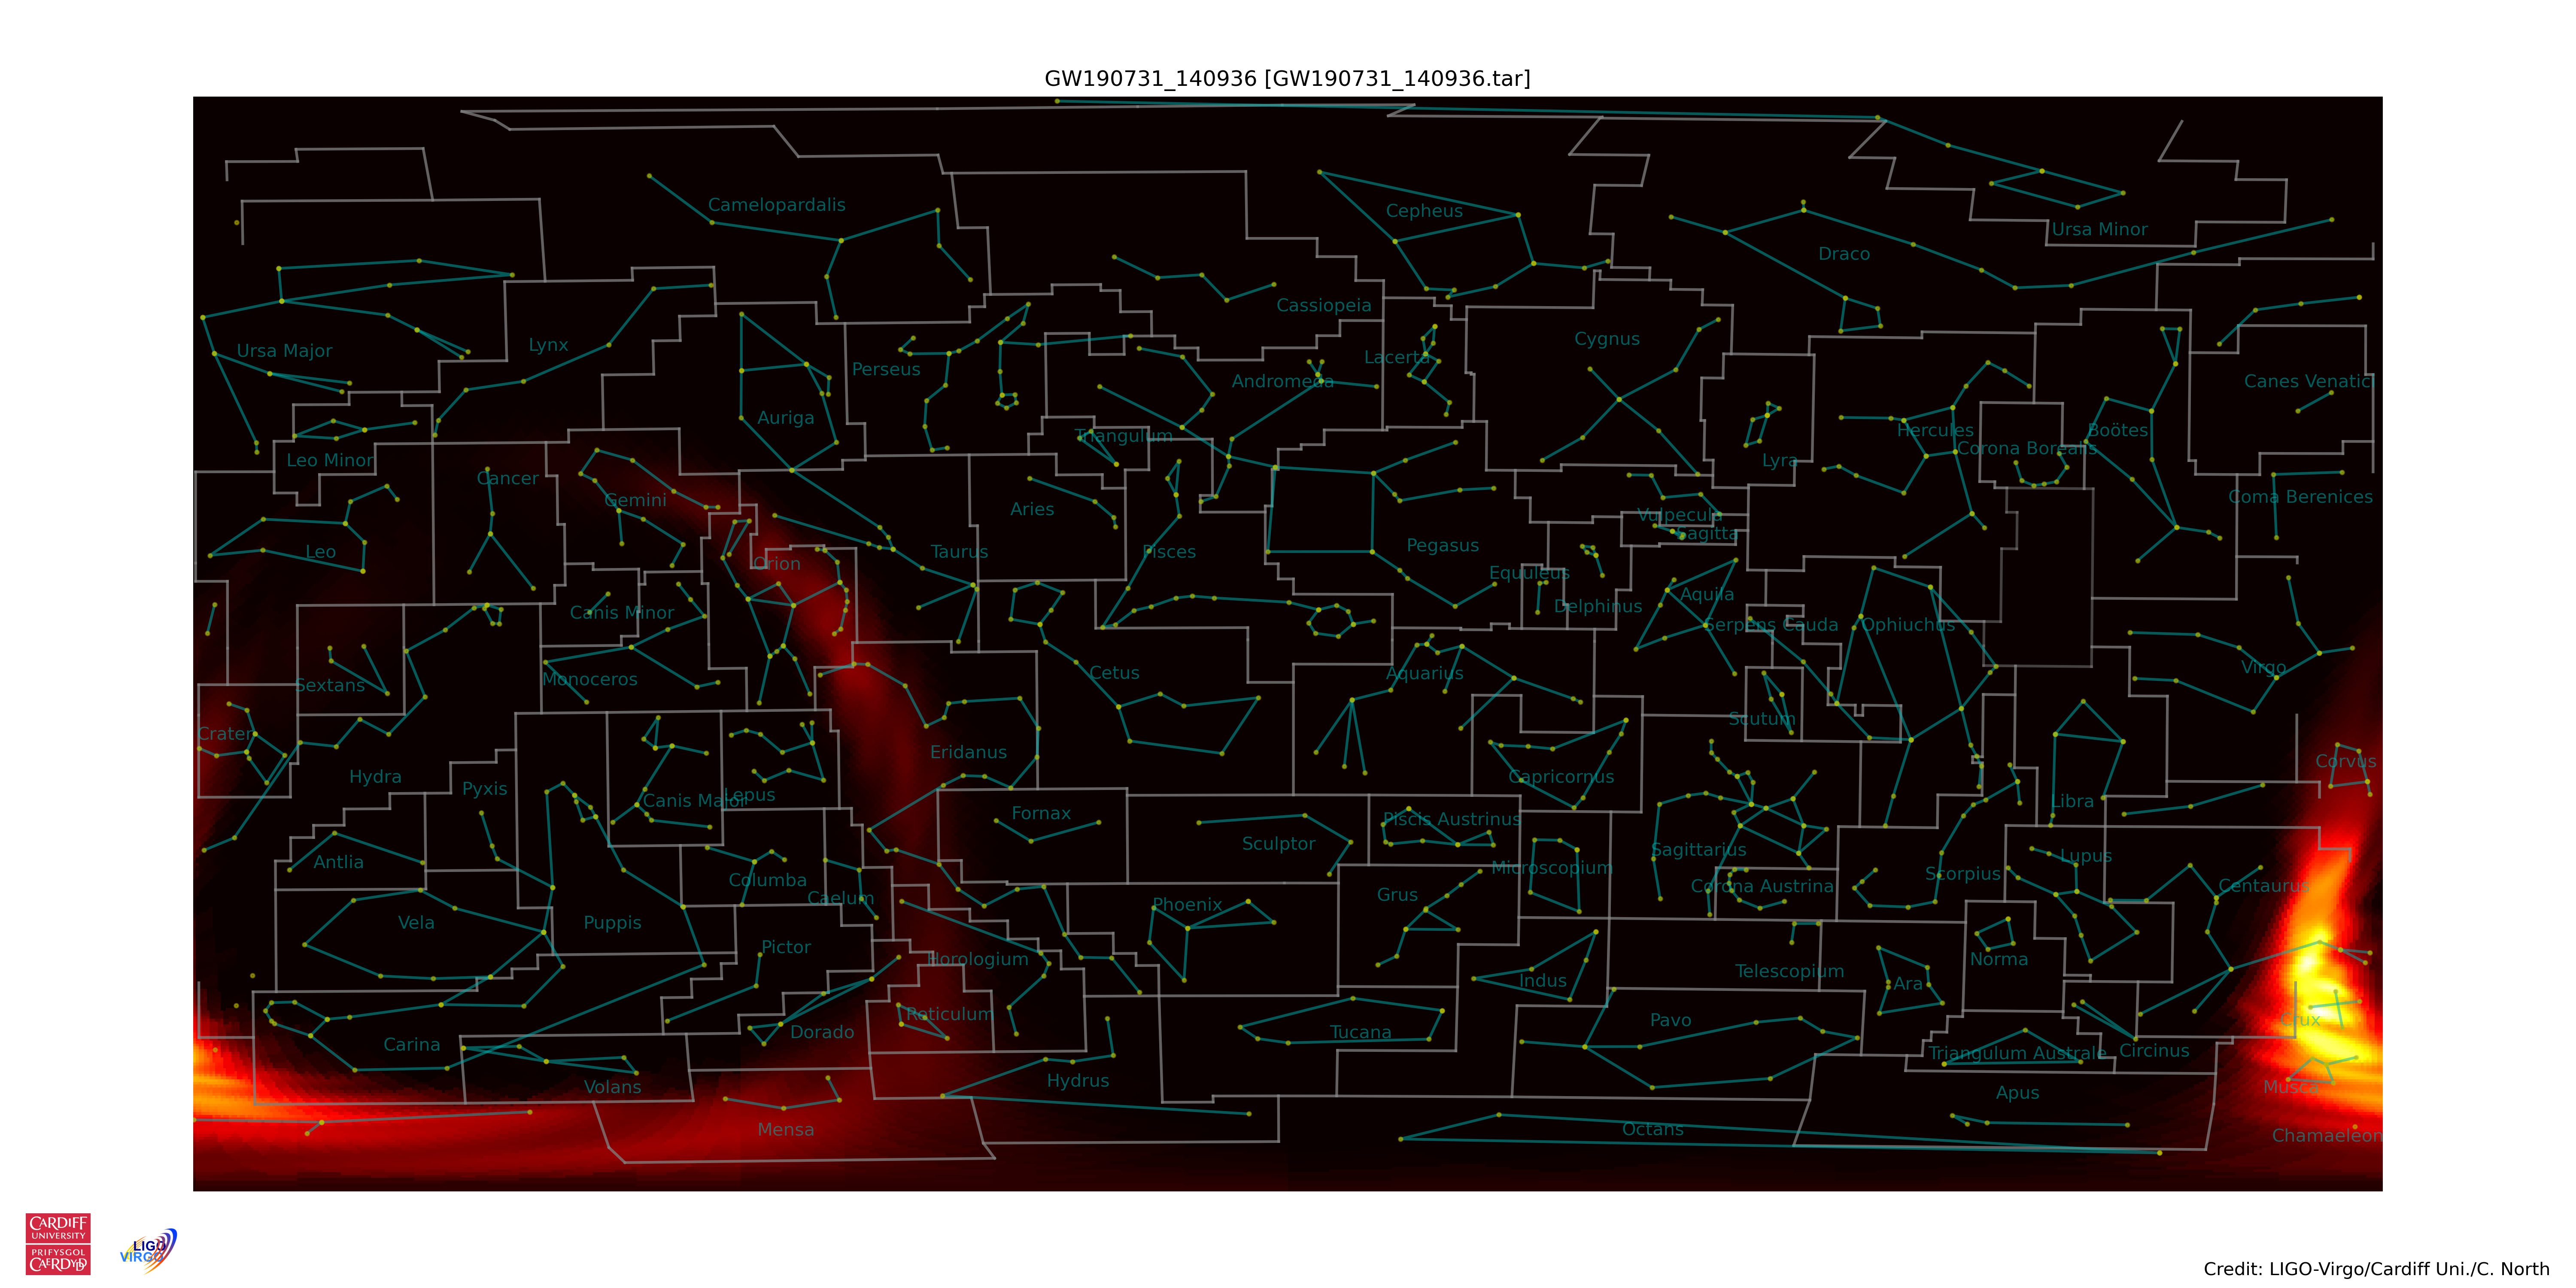 GW190731_140936 [GW190731_140936.tar]
Camelopardalis
Cepheus
Ursa Minor
Draco
Cassiopeia
Ursa Major
Lynx
Perseus
Lacerta
Cygnus
Andromeda
Canes Venatici
Auriga
Triangulum
Hercules
Boötes
Corona Borealis
Leo Minor
Lyra
Cancer
Gemini
Coma Berenices
Aries
Vulpecula
Sagitta
Leo
Taurus
Pisces
Pegasus
Orion
Equuleus
Delphinus
Aquila
Canis Minor
Serpens Cauda
Ophiuchus
Virgo
Sextans
Monoceros
Cetus
Aquarius
Crater
Scutum
Eridanus
Corvus
Hydra
Pyxis
Capricornus
Canis Major
Lepus
Libra
Fornax
Piscis Austrinus
Antlia
Sculptor
Sagittarius
Lupus
Microscopium
Scorpius
Columba
Caelum
Corona Austrina
Centaurus
Grus
Phoenix
Vela
Puppis
Pictor
Horologium
Norma
Telescopium
Indus
Ara
Reticulum
Crux
Dorado
Tucana
Pavo
Carina
Triangulum Australe
Circinus
Volans
Hydrus
Musca
Apus
Mensa
Octans
Chamaeleon
CARDIFF
UNIVERSITY
PRIFYSGOL
CAERDYDD
LIGO
VIRGO
Credit: LIGO-Virgo/Cardiff Uni./C. North